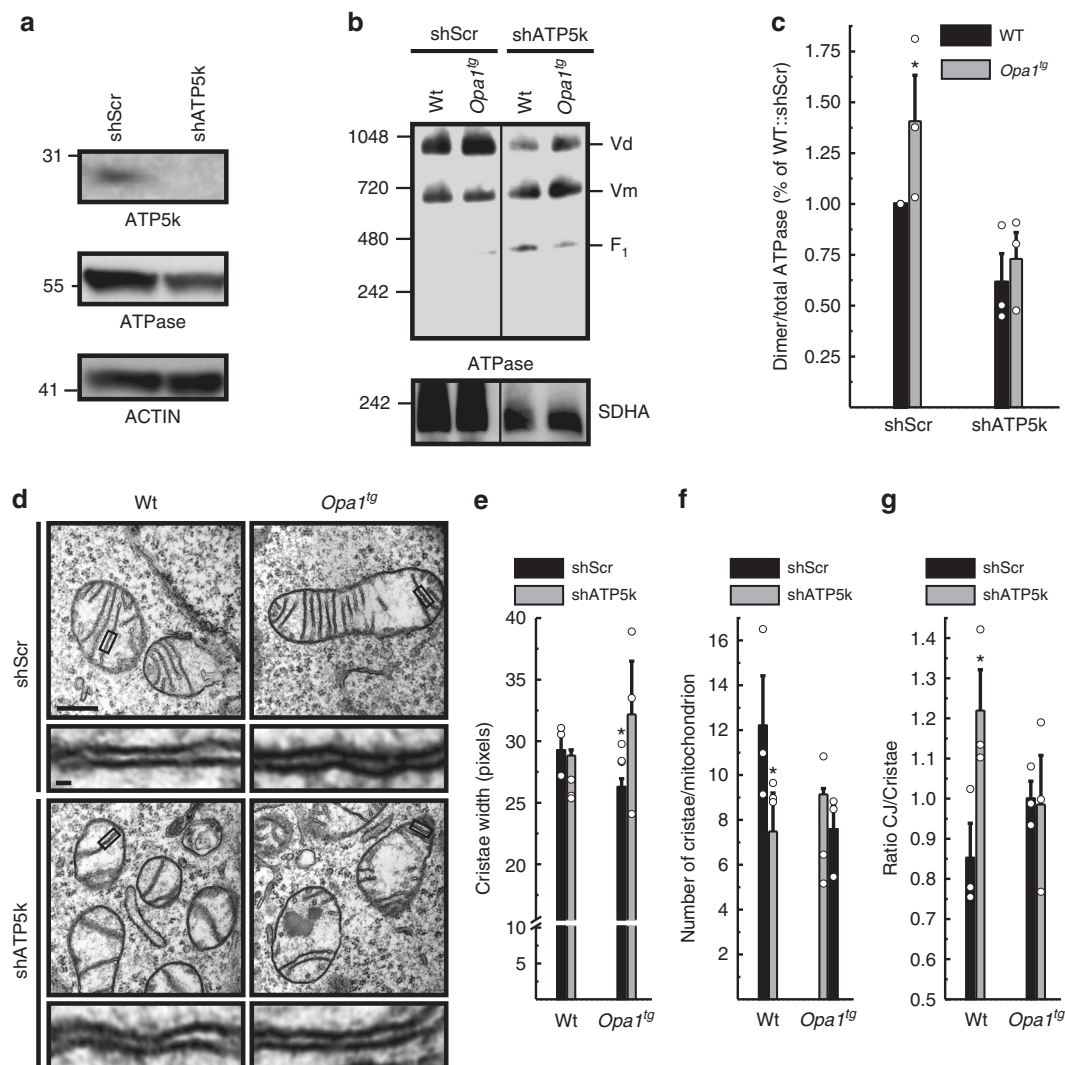 a
shScr
shATP5k
31
ATP5k
55
ATPase
41
ACTIN
b
shScr
shATP5k
Wt
Opa1tg
Wt
Opa1tg
1048
720
480
242
Vd
Vm
F1
ATPase
242
SDHA
c
WT
Opa1tg
Dimer/total ATPase (% of WT::shScr)
1.75
1.50
1.25
1.00
0.75
0.50
0.25
shScr
shATP5k
*
d
Wt
Opa1tg
shScr
shATP5k
e
shScr
shATP5k
Cristae width (pixels)
40
35
30
25
20
10
5
*
Wt
Opa1tg
f
shScr
shATP5k
Number of cristae/mitochondrion
16
14
12
10
8
6
4
2
*
Wt
Opa1tg
g
shScr
shATP5k
Ratio CJ/Cristae
1.4
1.3
1.2
1.1
1.0
0.9
0.8
0.7
0.6
0.5
*
Wt
Opa1tg